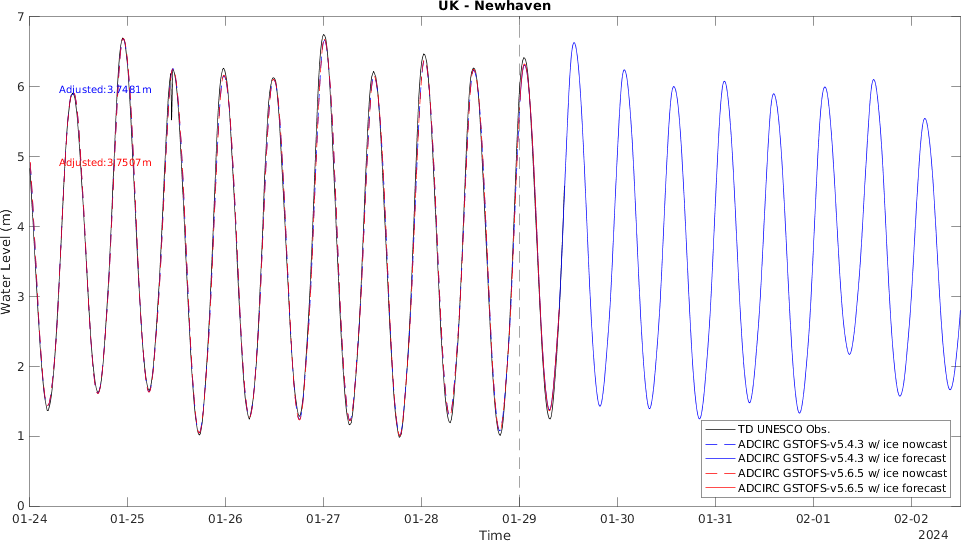 UK - Newhaven
7
6
5
4
3
2
1
0
Water Level (m)
Adjusted:3.7481m
Adjusted:3.7507m
TD UNESCO Obs.
ADCIRC GSTOFS-v5.4.3 w/ ice nowcast
ADCIRC GSTOFS-v5.4.3 w/ ice forecast
ADCIRC GSTOFS-v5.6.5 w/ ice nowcast
ADCIRC GSTOFS-v5.6.5 w/ ice forecast
01-24 01-25 01-26 01-27 01-28 01-29 01-30 01-31 02-01 02-02
Time
2024